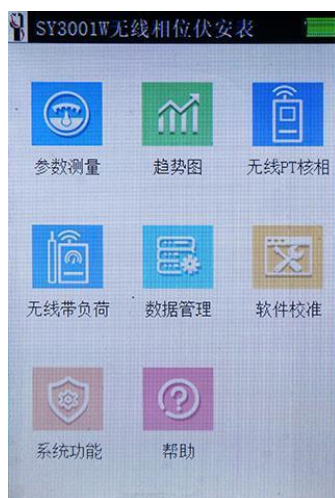 SY3001W无线相位伏安表
参数测量
趋势图
无线PT核相
无线带负荷
数据管理
软件校准
系统功能
帮助